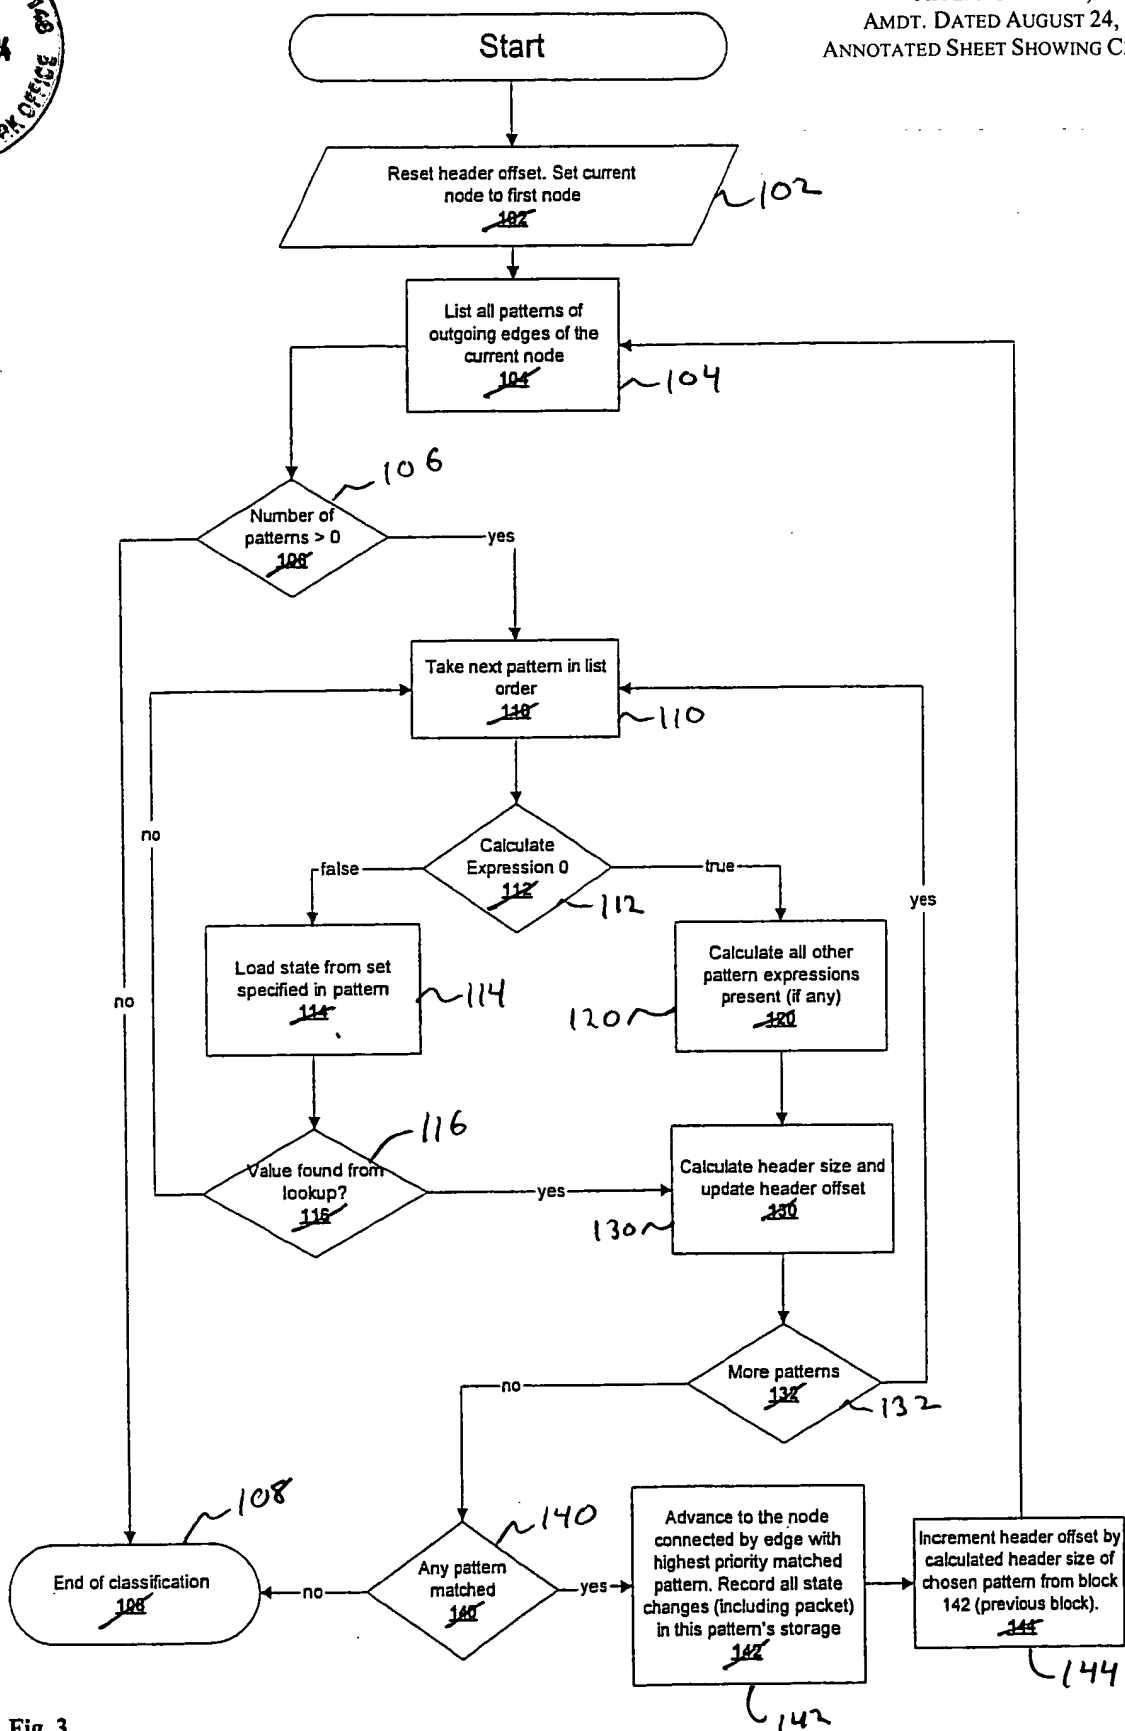 AMDT. DATED AUGUST 24,
ANNOTATED SHEET SHOWING C
OFFICE
Start
Reset header offset. Set current
node to first node
102
102
List all patterns of
outgoing edges of the
current node
104
104
106
Number of
patterns > 0
106
yes
Take next pattern in list
order
110
110
no
Calculate
Expression 0
112
112
false
true
yes
Load state from set
specified in pattern
114
114
Calculate all other
pattern expressions
present (if any)
120
120
no
116
Value found from
lookup?
116
yes
Calculate header size and
update header offset
130
130
More patterns
132
132
no
108
End of classification
108
no
140
Any pattern
matched
140
yes
Advance to the node
connected by edge with
highest priority matched
pattern. Record all state
changes (including packet)
in this pattern's storage
142
142
Increment header offset by
calculated header size of
chosen pattern from block
142 (previous block).
144
144
Fig. 3